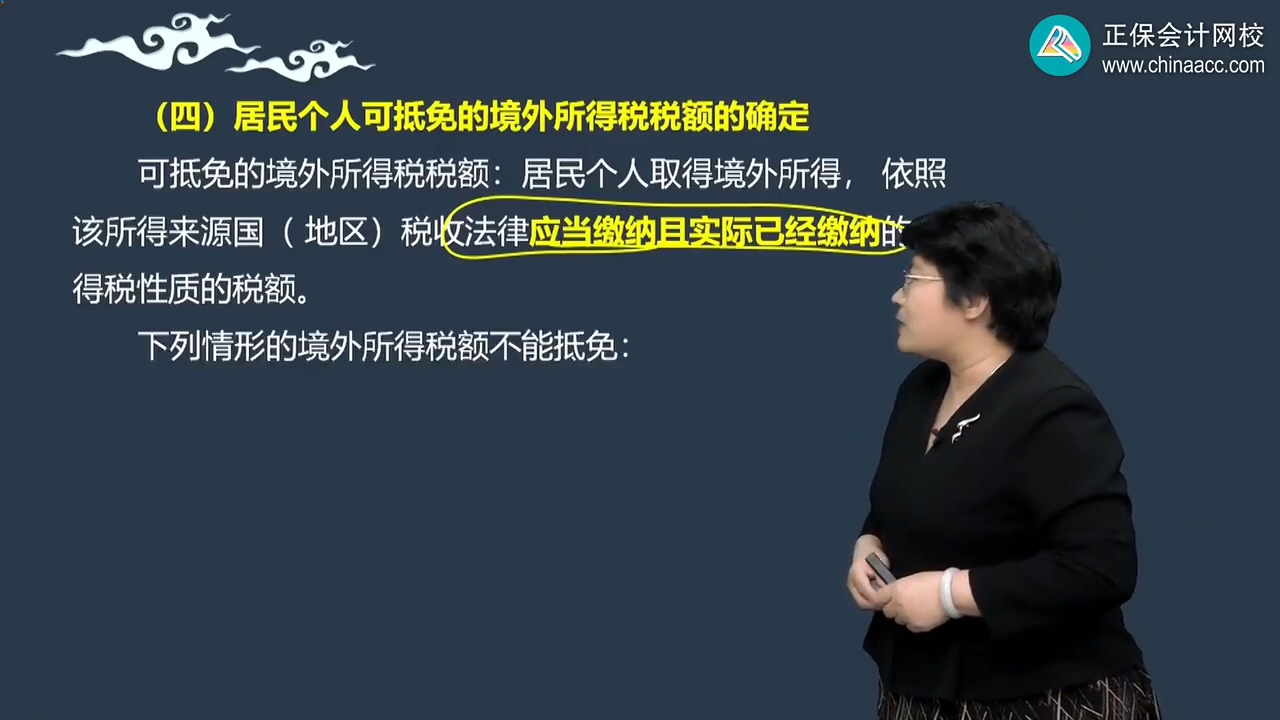 正保会计网校
www.chinaacc.com
（四）居民个人可抵免的境外所得税税额的确定
可抵免的境外所得税税额：居民个人取得境外所得， 依照
该所得来源国（ 地区）税收法律应当缴纳且实际已经缴纳的
得税性质的税额。
下列情形的境外所得税额不能抵免：